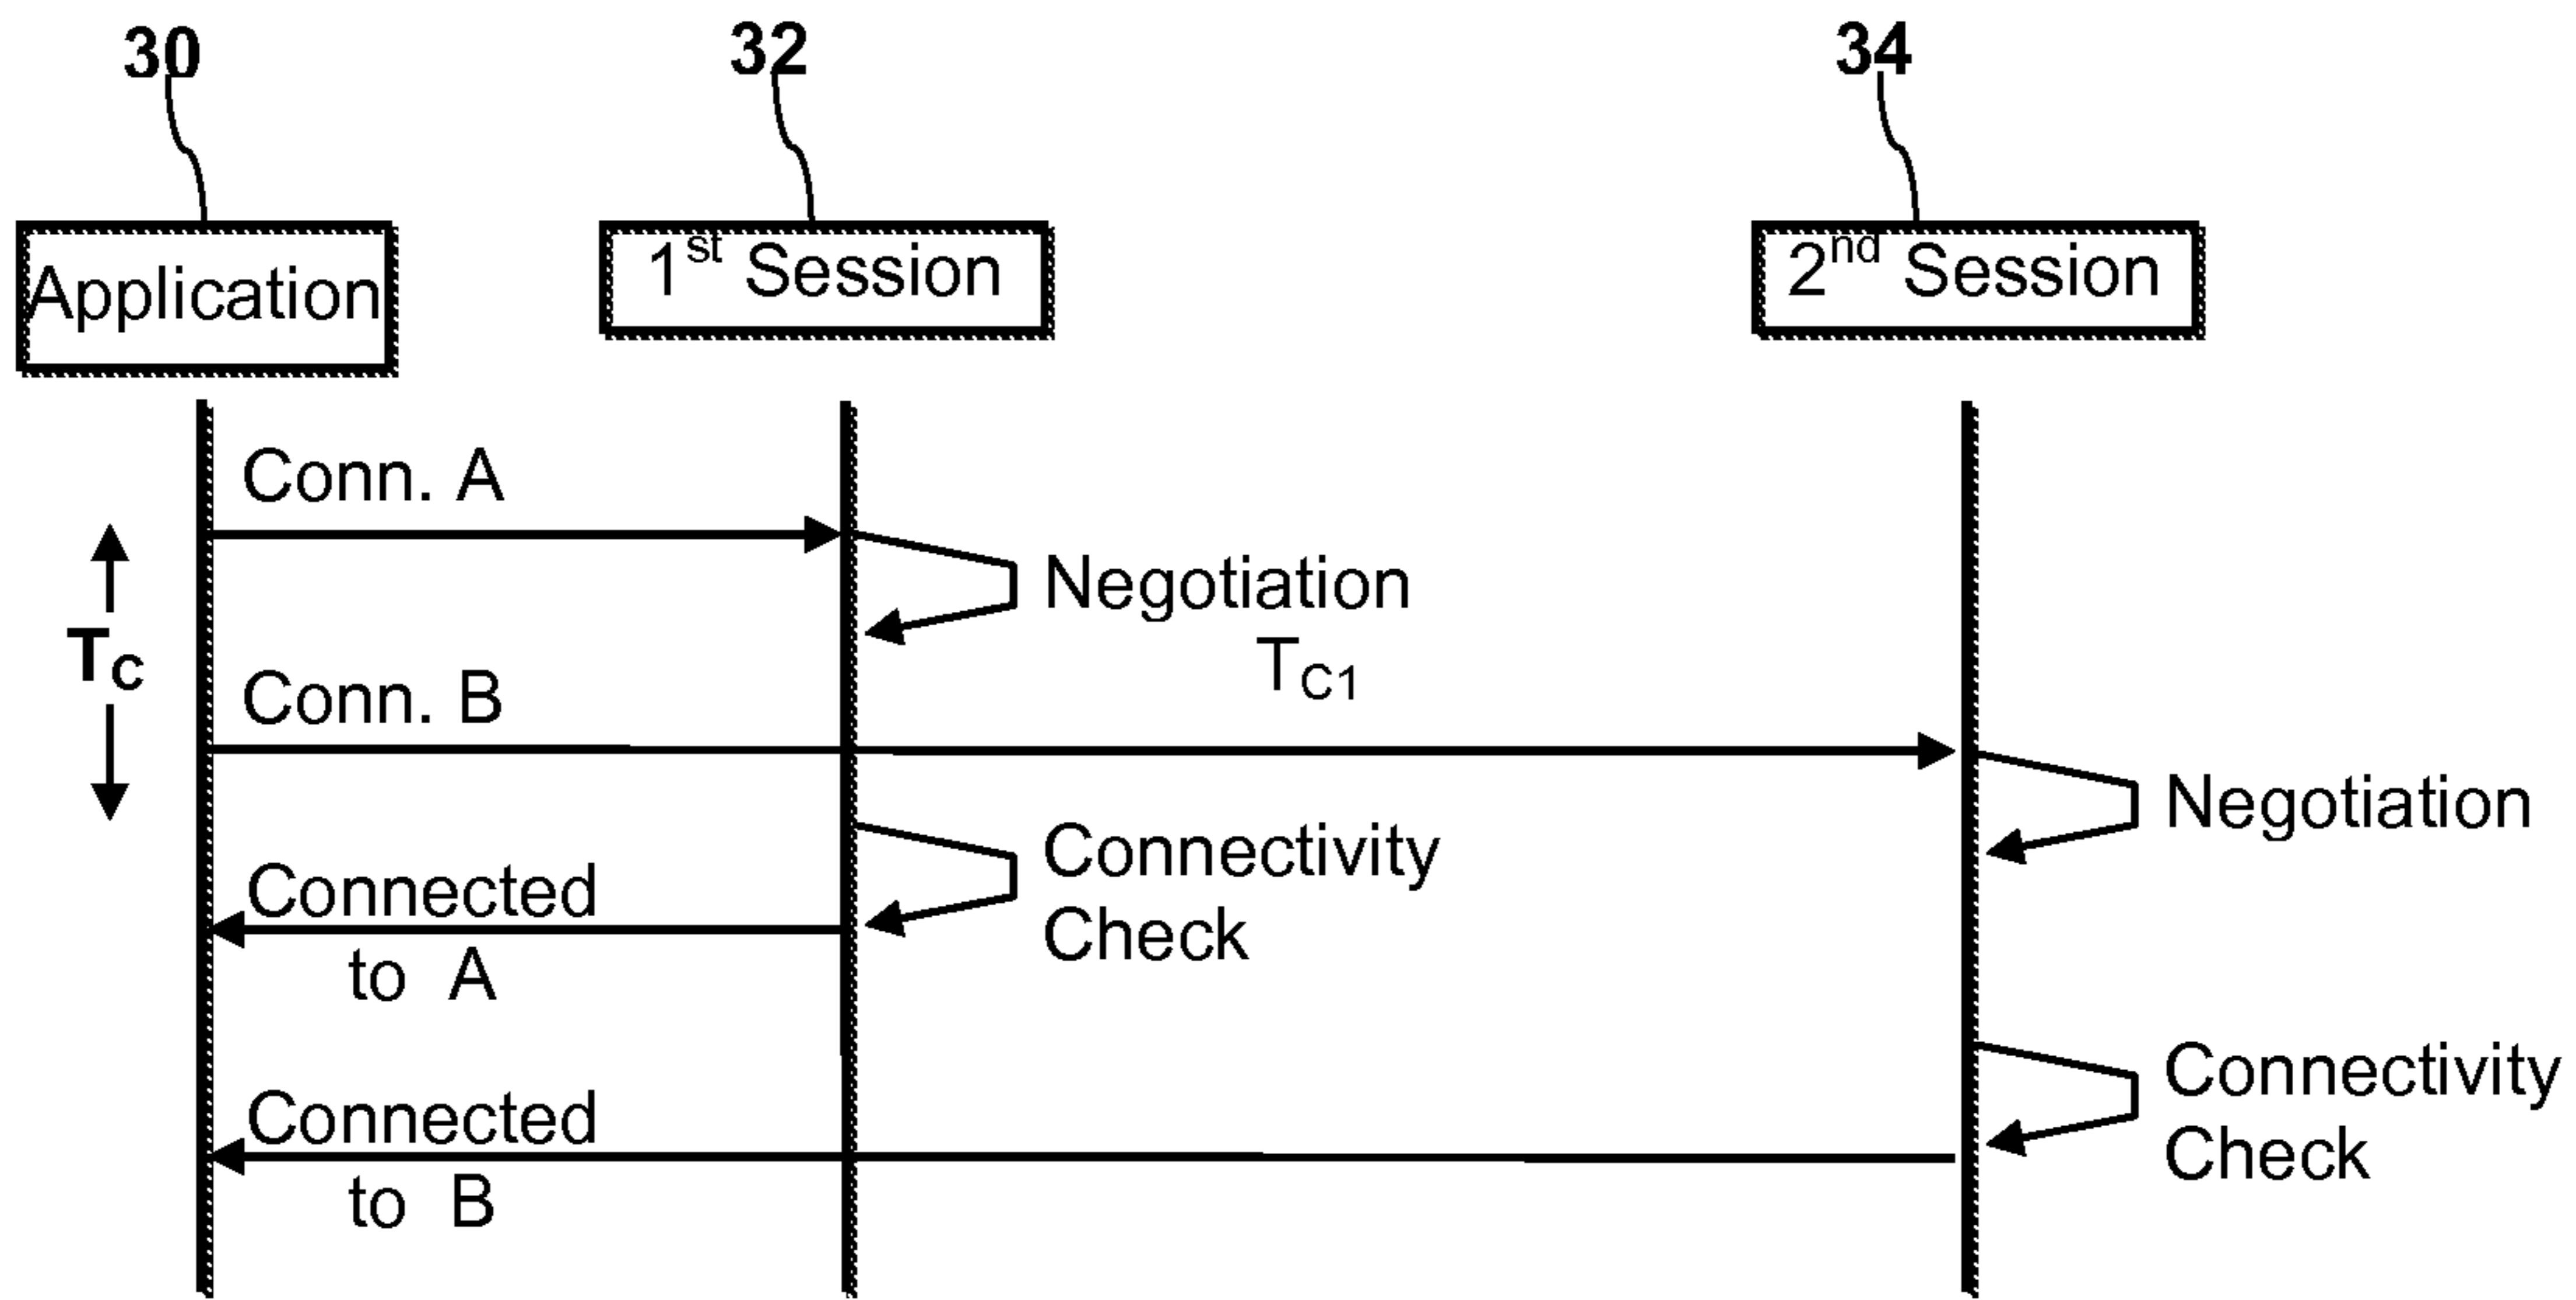 30
32
34
Application
1st Session
2nd Session
Conn. A
Negotiation
TC1
TC
Conn. B
Negotiation
Connectivity
Check
Connected
to A
Connectivity
Check
Connected
to B